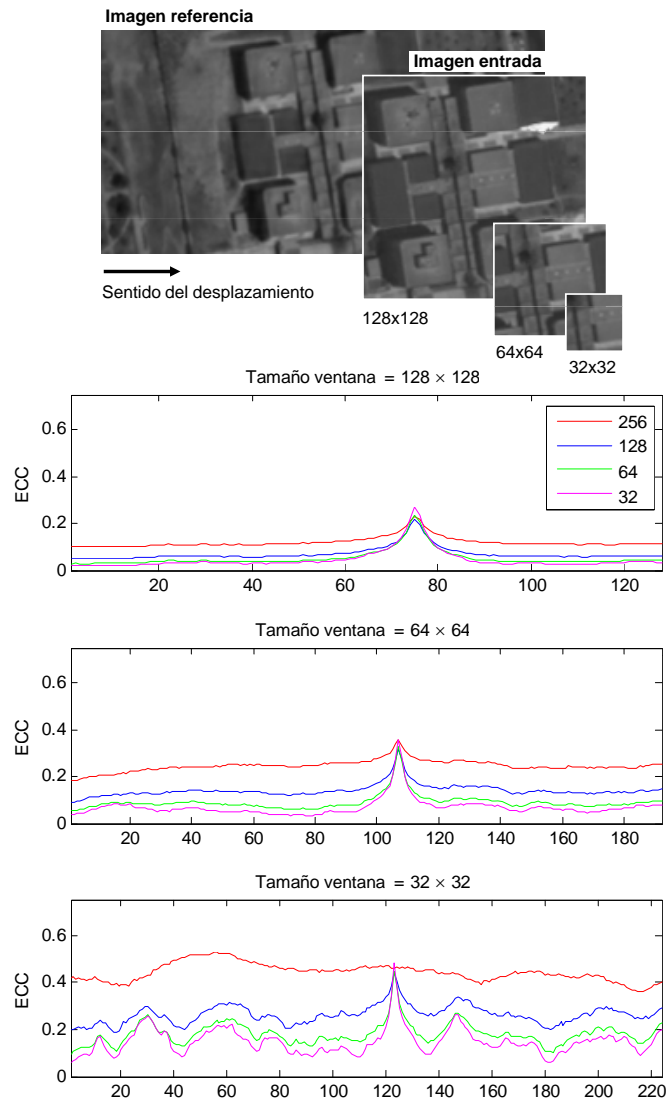 Imagen referencia
Imagen entrada
Sentido del desplazamiento
128x128
64x64
32x32
Tamaño ventana = 128 × 128
ECC
0.6
0.4
0.2
0
20 40 60 80 100 120
256
128
64
32
Tamaño ventana = 64 × 64
ECC
0.6
0.4
0.2
0
20 40 60 80 100 120 140 160 180
Tamaño ventana = 32 × 32
ECC
0.6
0.4
0.2
0
20 40 60 80 100 120 140 160 180 200 220